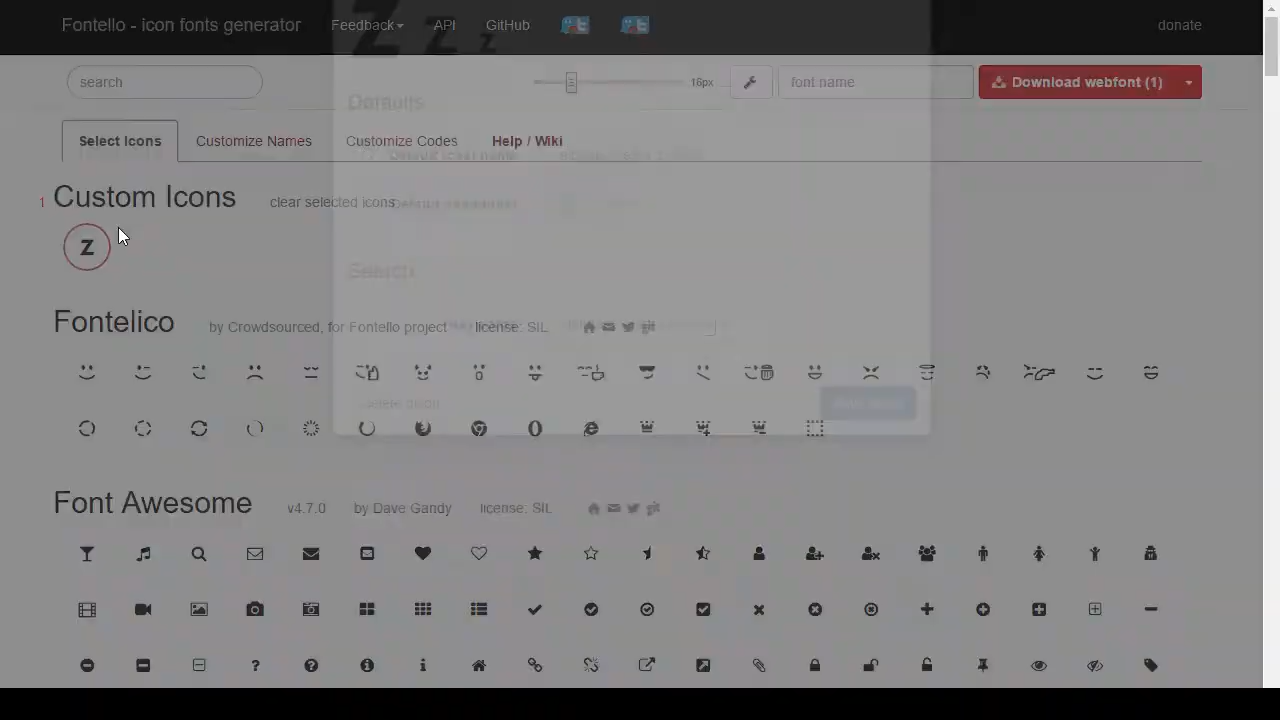 Fontello - icon fonts generator Feedback API GitHub donate
search 16px font name Download webfont (1)
Select Icons Customize Names Customize Codes Help / Wiki
Defaults
1 Custom Icons clear selected icons
z
Search
Fontelico by Crowdsourced, for Fontello project license: SIL
Font Awesome v4.7.0 by Dave Gandy license: SIL